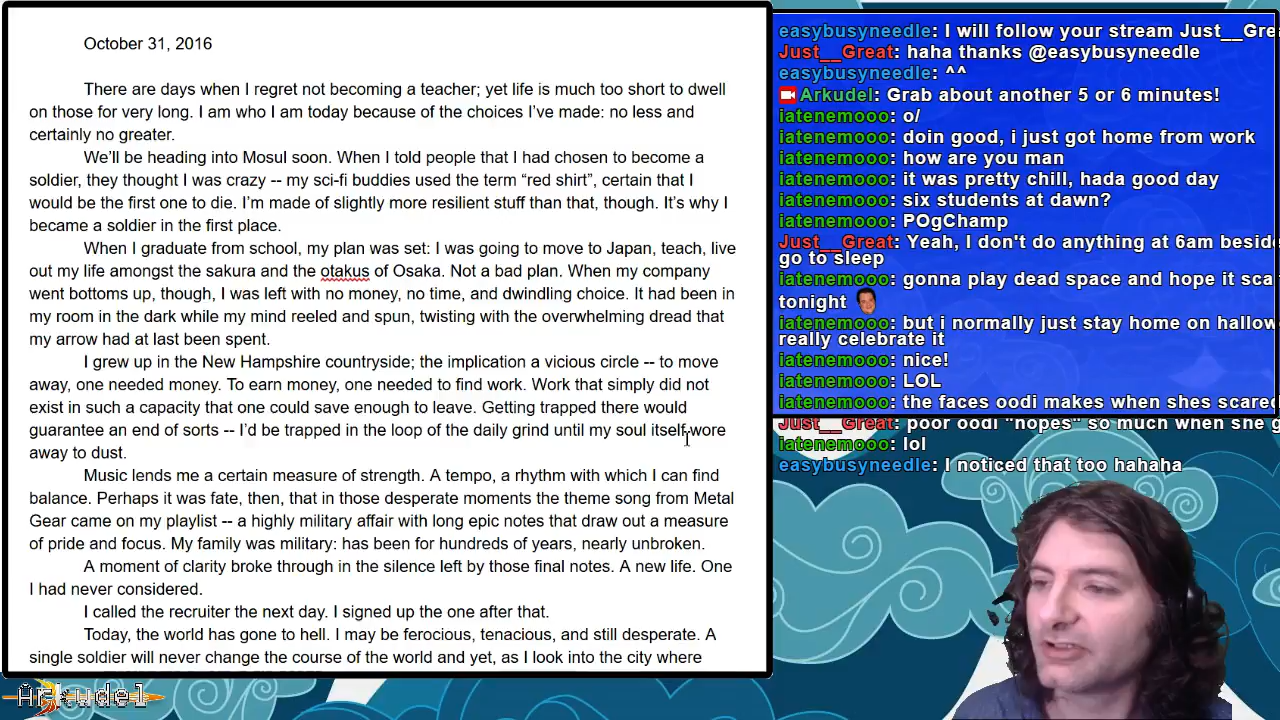 October 31, 2016
There are days when I regret not becoming a teacher; yet life is much too short to dwell
on those for very long. I am who I am today because of the choices I've made: no less and
certainly no greater.
We'll be heading into Mosul soon. When I told people that I had chosen to become a
soldier, they thought I was crazy -- my sci-fi buddies used the term “red shirt”, certain that I
would be the first one to die. I'm made of slightly more resilient stuff than that, though. It's why I
became a soldier in the first place.
When I graduate from school, my plan was set: I was going to move to Japan, teach, live
out my life amongst the sakura and the otakus of Osaka. Not a bad plan. When my company
went bottoms up, though, I was left with no money, no time, and dwindling choice. It had been in
my room in the dark while my mind reeled and spun, twisting with the overwhelming dread that
my arrow had at last been spent.
I grew up in the New Hampshire countryside; the implication a vicious circle -- to move
away, one needed money. To earn money, one needed to find work. Work that simply did not
exist in such a capacity that one could save enough to leave. Getting trapped there would
guarantee an end of sorts -- I'd be trapped in the loop of the daily grind until my soul itself wore
away to dust.
Music lends me a certain measure of strength. A tempo, a rhythm with which I can find
balance. Perhaps it was fate, then, that in those desperate moments the theme song from Metal
Gear came on my playlist -- a highly military affair with long epic notes that draw out a measure
of pride and focus. My family was military: has been for hundreds of years, nearly unbroken.
A moment of clarity broke through in the silence left by those final notes. A new life. One
I had never considered.
I called the recruiter the next day. I signed up the one after that.
Today, the world has gone to hell. I may be ferocious, tenacious, and still desperate. A
single soldier will never change the course of the world and yet, as I look into the city where
easybusyneedle: I will follow your stream Just__Grea
Just__Great: haha thanks @easybusyneedle
easybusyneedle: ^^
Arkudel: Grab about another 5 or 6 minutes!
iatenemooo: o/
iatenemooo: doin good, i just got home from work
iatenemooo: how are you man
iatenemooo: it was pretty chill, hada good day
iatenemooo: six students at dawn?
iatenemooo: POgChamp
Just__Great: Yeah, I don't do anything at 6am besid
go to sleep
iatenemooo: gonna play dead space and hope it sca
tonight
iatenemooo: but i normally just stay home on hallow
really celebrate it
iatenemooo: nice!
iatenemooo: LOL
iatenemooo: the faces oodi makes when shes scared
Just__Great: poor oodi "nopes" so much when she g
iatenemooo: lol
easybusyneedle: I noticed that too hahaha
Arkudel